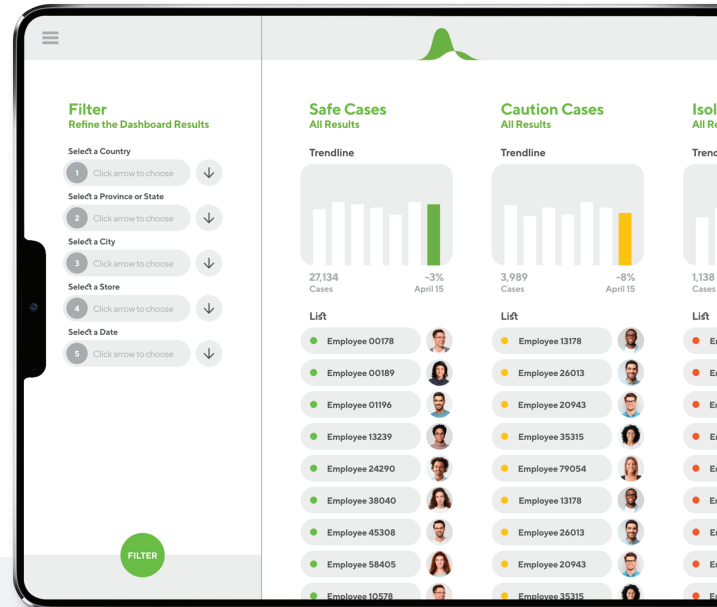 Filter
Refine the Dashboard Results
Select a Country
1 Click arrow to choose
Select a Province or State
2 Click arrow to choose
Select a City
3 Click arrow to choose
Select a Store
4 Click arrow to choose
Select a Date
5 Click arrow to choose
FILTER
Safe Cases
All Results
Trendline
27,134 -3%
Cases April 15
List
Employee 00178
Employee 00189
Employee 01196
Employee 13239
Employee 24290
Employee 38040
Employee 45308
Employee 58405
Employee 10578
Caution Cases
All Results
Trendline
3,989 -8%
Cases April 15
List
Employee 13178
Employee 26013
Employee 20943
Employee 35315
Employee 79054
Employee 13178
Employee 26013
Employee 20943
Employee 35315
1,138
Cases
List